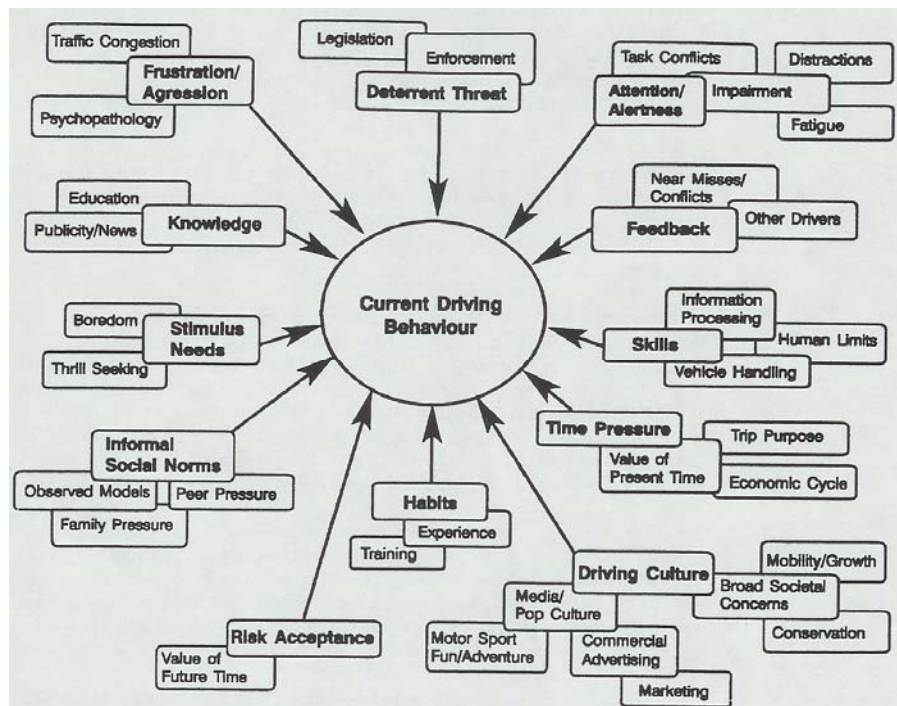 Traffic Congestion
Frustration/
Agression
Psychopathology
Legislation
Enforcement
Deterrent Threat
Task Conflicts
Distractions
Attention/
Alertness
Impairment
Fatigue
Education
Publicity/News
Knowledge
Near Misses/
Conflicts
Feedback
Other Drivers
Current Driving
Behaviour
Boredom
Stimulus
Needs
Thrill Seeking
Information
Processing
Skills
Human Limits
Vehicle Handling
Informal
Social Norms
Observed Models
Peer Pressure
Family Pressure
Time Pressure
Trip Purpose
Value of
Present Time
Economic Cycle
Habits
Experience
Training
Risk Acceptance
Value of
Future Time
Driving Culture
Mobility/Growth
Broad Societal
Concerns
Conservation
Media/
Pop Culture
Motor Sport
Fun/Adventure
Commercial
Advertising
Marketing